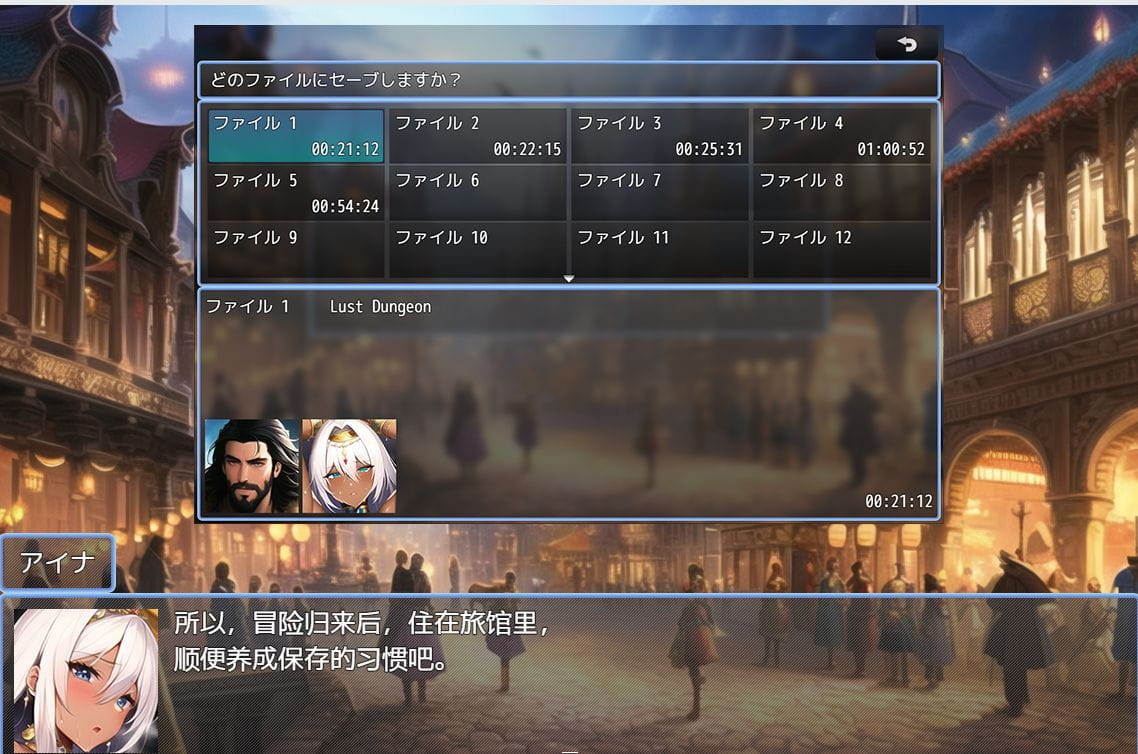 どのファイルにセーブしますか？
ファイル 1
ファイル 2
ファイル 3
ファイル 4
00:21:12
00:22:15
00:25:31
01:00:52
ファイル 5
ファイル 6
ファイル 7
ファイル 8
00:54:24
ファイル 9
ファイル 10
ファイル 11
ファイル 12
ファイル 1 Lust Dungeon
00:21:12
アイナ
所以，冒险归来后，住在旅馆里，
顺便养成保存的习惯吧。